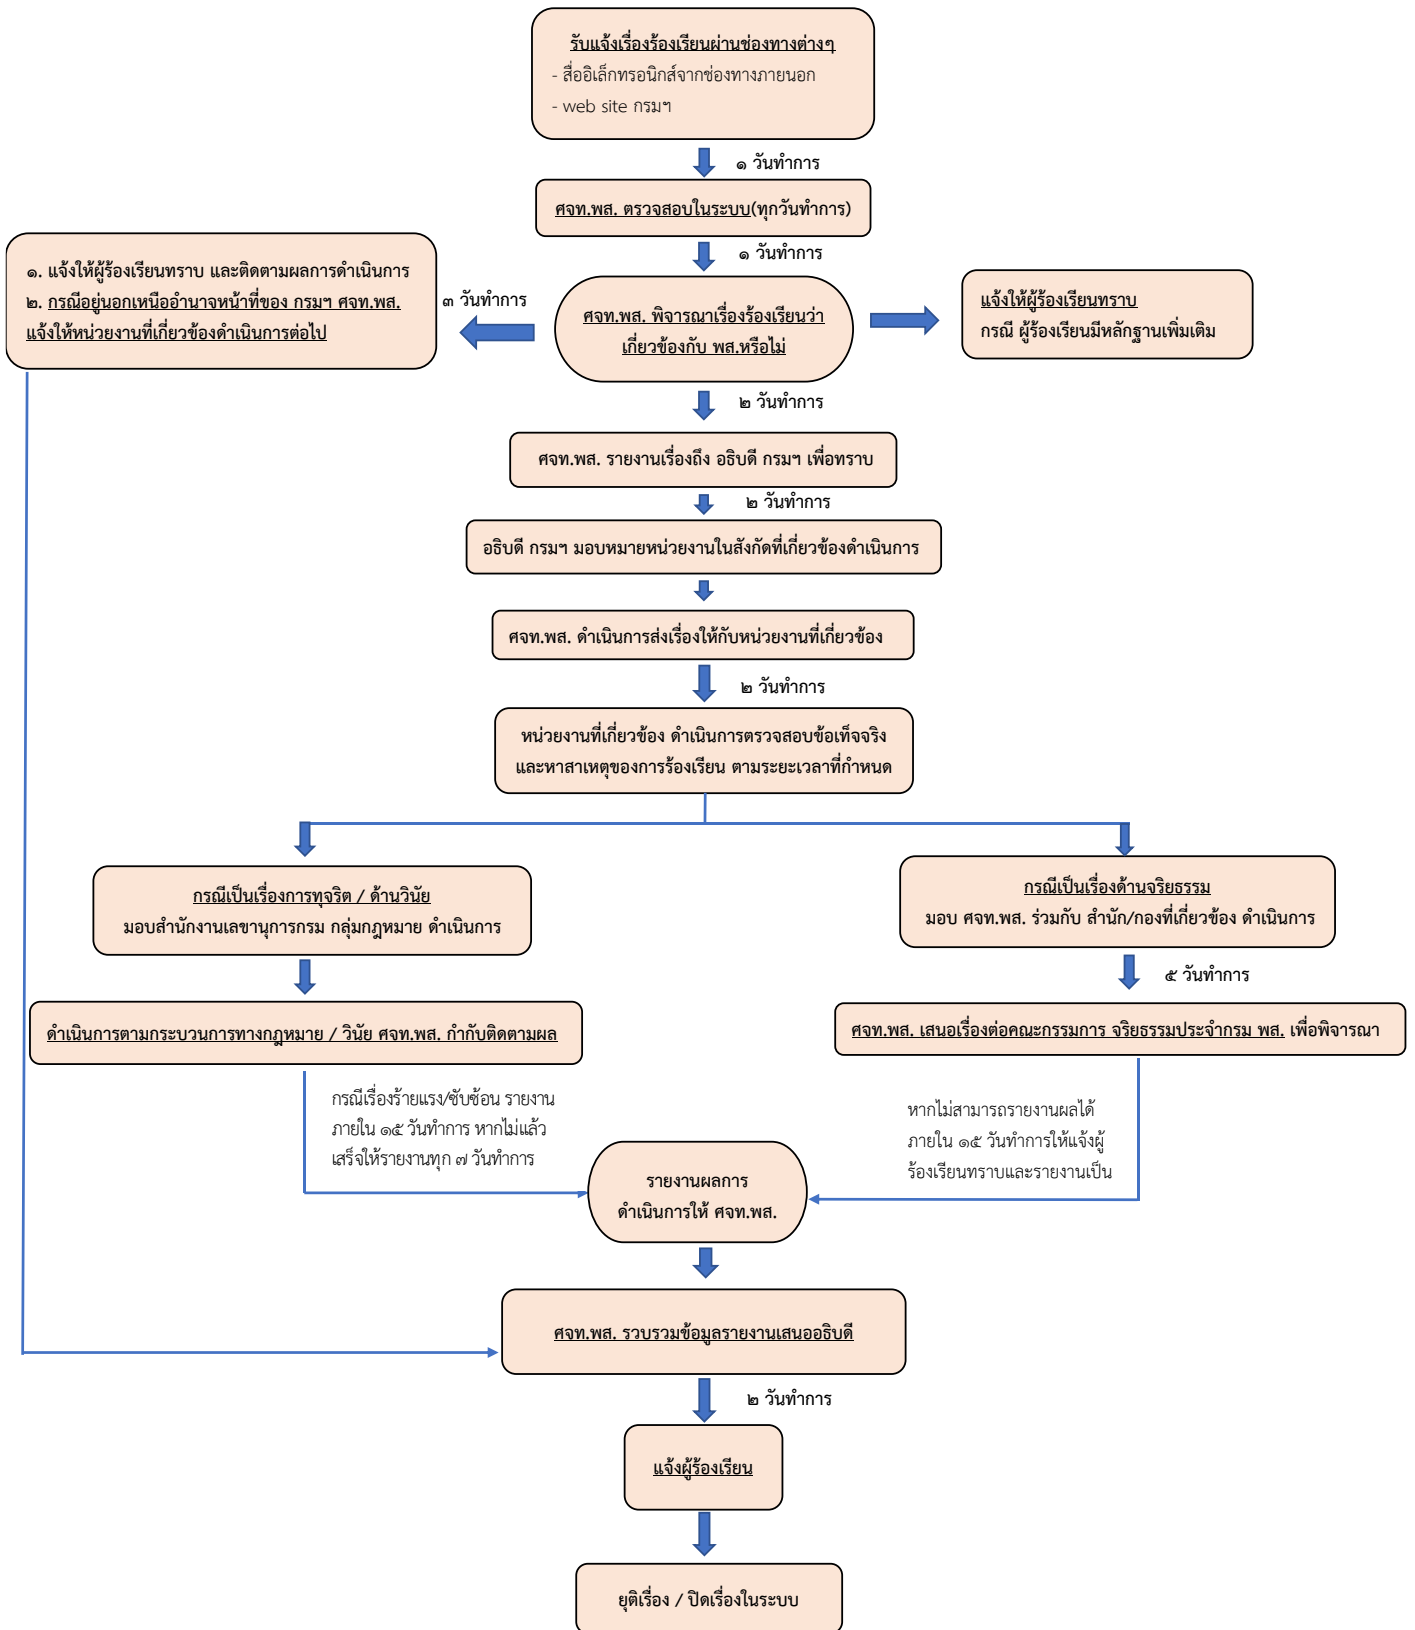 รับแจ้งเรื่องร้องเรียนผ่านช่องทางต่างๆ
- สื่ออิเล็กทรอนิกส์จากช่องทางภายนอก
- web site กรมฯ
๑ วันทำการ
ศจท.พส. ตรวจสอบในระบบ(ทุกวันทำการ)
๑ วันทำการ
๑. แจ้งให้ผู้ร้องเรียนทราบ และติดตามผลการดำเนินการ
๒. กรณีอยู่นอกเหนืออำนาจหน้าที่ของ กรมฯ ศจท.พส.
แจ้งให้หน่วยงานที่เกี่ยวข้องดำเนินการต่อไป
๓ วันทำการ
ศจท.พส. พิจารณาเรื่องร้องเรียนว่า
เกี่ยวข้องกับ พส.หรือไม่
แจ้งให้ผู้ร้องเรียนทราบ
กรณี ผู้ร้องเรียนมีหลักฐานเพิ่มเติม
๒ วันทำการ
ศจท.พส. รายงานเรื่องถึง อธิบดี กรมฯ เพื่อทราบ
๒ วันทำการ
อธิบดี กรมฯ มอบหมายหน่วยงานในสังกัดที่เกี่ยวข้องดำเนินการ
ศจท.พส. ดำเนินการส่งเรื่องให้กับหน่วยงานที่เกี่ยวข้อง
๒ วันทำการ
หน่วยงานที่เกี่ยวข้อง ดำเนินการตรวจสอบข้อเท็จจริง
และหาสาเหตุของการร้องเรียน ตามระยะเวลาที่กำหนด
กรณีเป็นเรื่องการทุจริต / ด้านวินัย
มอบสำนักงานเลขานุการกรม กลุ่มกฎหมาย ดำเนินการ
กรณีเป็นเรื่องด้านจริยธรรม
มอบ ศจท.พส. ร่วมกับ สำนัก/กองที่เกี่ยวข้อง ดำเนินการ
๕ วันทำการ
ดำเนินการตามกระบวนการทางกฎหมาย / วินัย ศจท.พส. กำกับติดตามผล
ศจท.พส. เสนอเรื่องต่อคณะกรรมการ จริยธรรมประจำกรม พส. เพื่อพิจารณา
กรณีเรื่องร้ายแรง/ซับซ้อน รายงาน
ภายใน ๑๕ วันทำการ หากไม่แล้ว
เสร็จให้รายงานทุก ๗ วันทำการ
หากไม่สามารถรายงานผลได้
ภายใน ๑๕ วันทำการให้แจ้งผู้
ร้องเรียนทราบและรายงานเป็น
รายงานผลการ
ดำเนินการให้ ศจท.พส.
ศจท.พส. รวบรวมข้อมูลรายงานเสนออธิบดี
๒ วันทำการ
แจ้งผู้ร้องเรียน
ยุติเรื่อง / ปิดเรื่องในระบบ